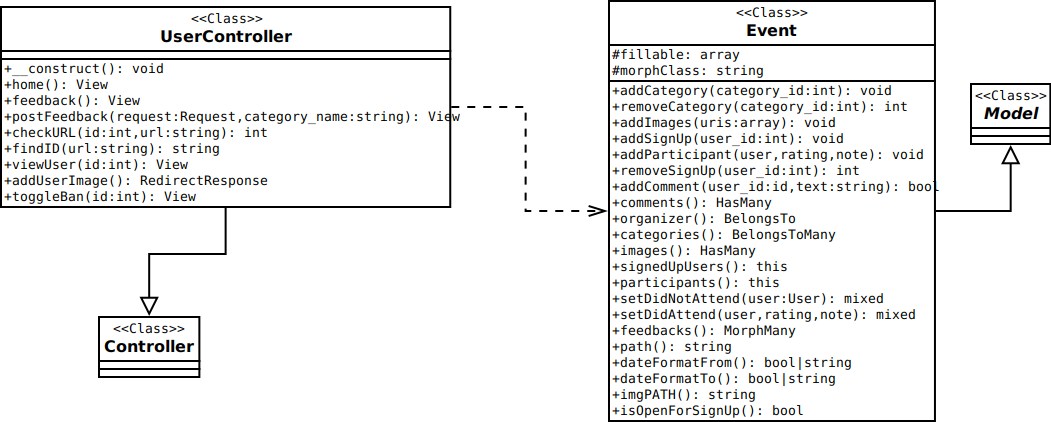 <<Class>>
UserController
+__construct(): void
+home(): View
+feedback(): View
+postFeedback(request:Request,category_name:string): View
+checkURL(id:int,url:string): int
+findID(url:string): string
+viewUser(id:int): View
+addUserImage(): RedirectResponse
+toggleBan(id:int): View
<<Class>>
Controller
<<Class>>
Event
#fillable: array
#morphClass: string
+addCategory(category_id:int): void
+removeCategory(category_id:int): int
+addImages(uris:array): void
+addSignUp(user_id:int): void
+addParticipant(user,rating,note): void
+removeSignUp(user_id:int): int
+addComment(user_id:id,text:string): bool
+comments(): HasMany
+organizer(): BelongsTo
+categories(): BelongsToMany
+images(): HasMany
+signedUpUsers(): this
+participants(): this
+setDidNotAttend(user:User): mixed
+setDidAttend(user,rating,note): mixed
+feedbacks(): MorphMany
+path(): string
+dateFormatFrom(): bool|string
+dateFormatTo(): bool|string
+imgPATH(): string
+isOpenForSignUp(): bool
<<Class>>
Model